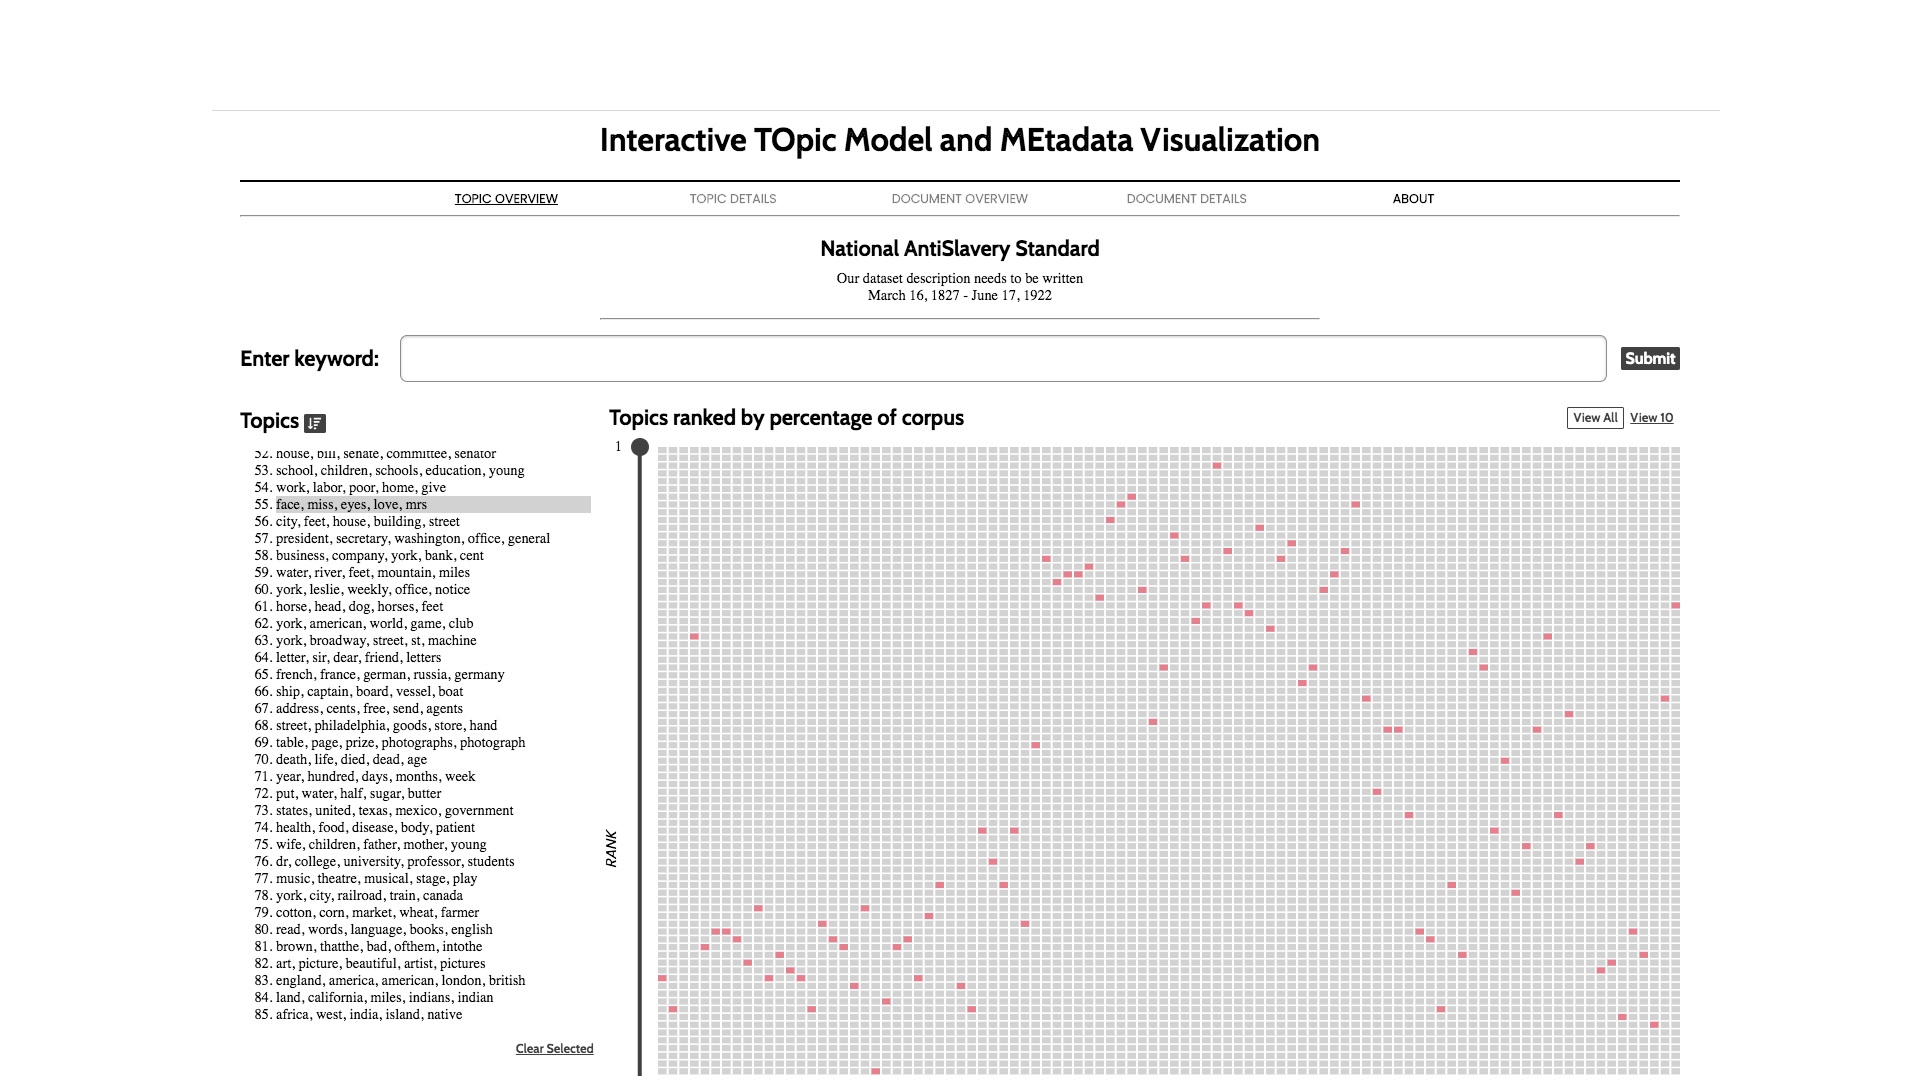 Interactive TOpic Model and MEtadata Visualization
TOPIC OVERVIEW
TOPIC DETAILS
DOCUMENT OVERVIEW
DOCUMENT DETAILS
ABOUT
National AntiSlavery Standard
Our dataset description needs to be written
March 16, 1827 - June 17, 1922
Enter keyword:
Submit
Topics
52. house, bill, senate, committee, senator
53. school, children, schools, education, young
54. work, labor, poor, home, give
55. face, miss, eyes, love, mrs
56. city, feet, house, building, street
57. president, secretary, washington, office, general
58. business, company, york, bank, cent
59. water, river, feet, mountain, miles
60. york, leslie, weekly, office, notice
61. horse, head, dog, horses, feet
62. york, american, world, game, club
63. york, broadway, street, st, machine
64. letter, sir, dear, friend, letters
65. french, france, german, russia, germany
66. ship, captain, board, vessel, boat
67. address, cents, free, send, agents
68. street, philadelphia, goods, store, hand
69. table, page, prize, photographs, photograph
70. death, life, died, dead, age
71. year, hundred, days, months, week
72. put, water, half, sugar, butter
73. states, united, texas, mexico, government
74. health, food, disease, body, patient
75. wife, children, father, mother, young
76. dr, college, university, professor, students
77. music, theatre, musical, stage, play
78. york, city, railroad, train, canada
79. cotton, corn, market, wheat, farmer
80. read, words, language, books, english
81. brown, thatthe, bad, ofthem, intothe
82. art, picture, beautiful, artist, pictures
83. england, america, american, london, british
84. land, california, miles, indians, indian
85. africa, west, india, island, native
Clear Selected
Topics ranked by percentage of corpus
View All
View 10
1
RANK